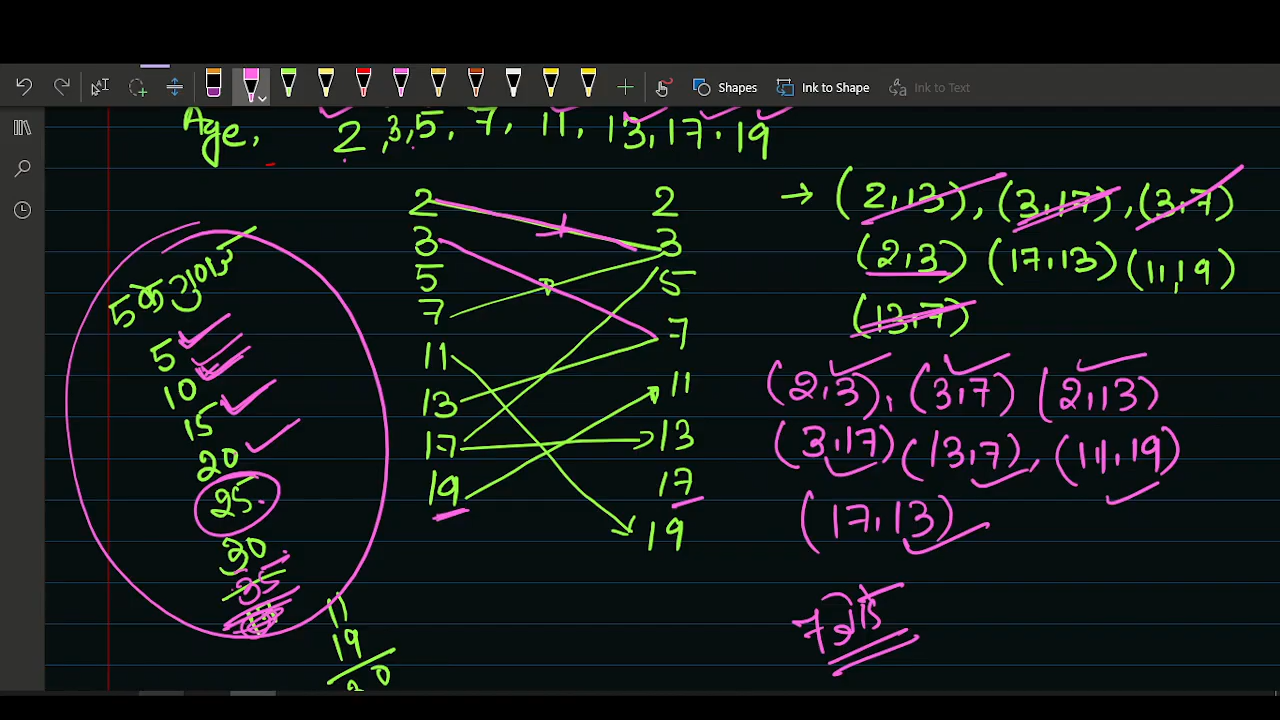 Shapes Ink to Shape Ink to Text
Age, 2, 3, 5, 7, 11, 13, 17, 19
2 2 → (2,13), (3,17), (3,7)
3 3 (2,3) (17,13) (11,19)
5 5
7 7 (13,7)
11 11 (2,3), (3,7) (2,13)
13 13 (3,17) (13,7), (11,19)
17 17 (17,13)
19 19
5
5
10
15
20
25
30
35
11
19
7